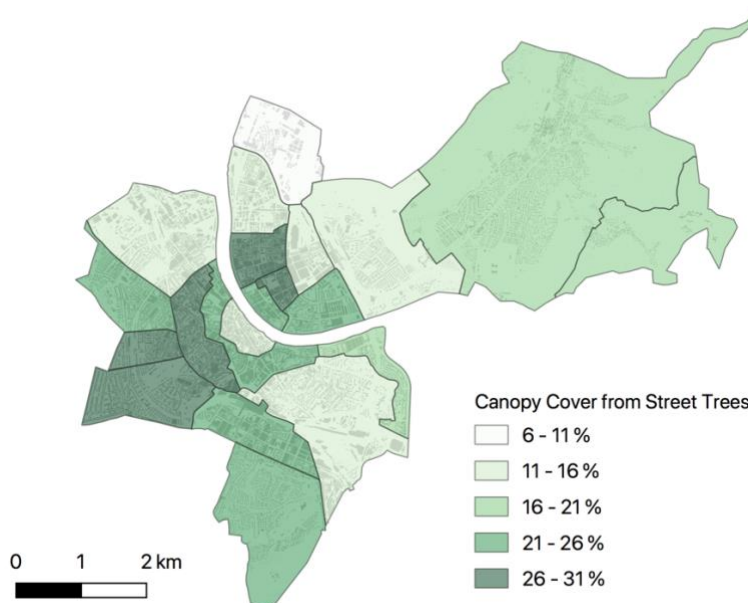 Canopy Cover from Street Trees
6 - 11 %
11 - 16 %
16 - 21 %
21 - 26 %
26 - 31 %
0 1 2 km